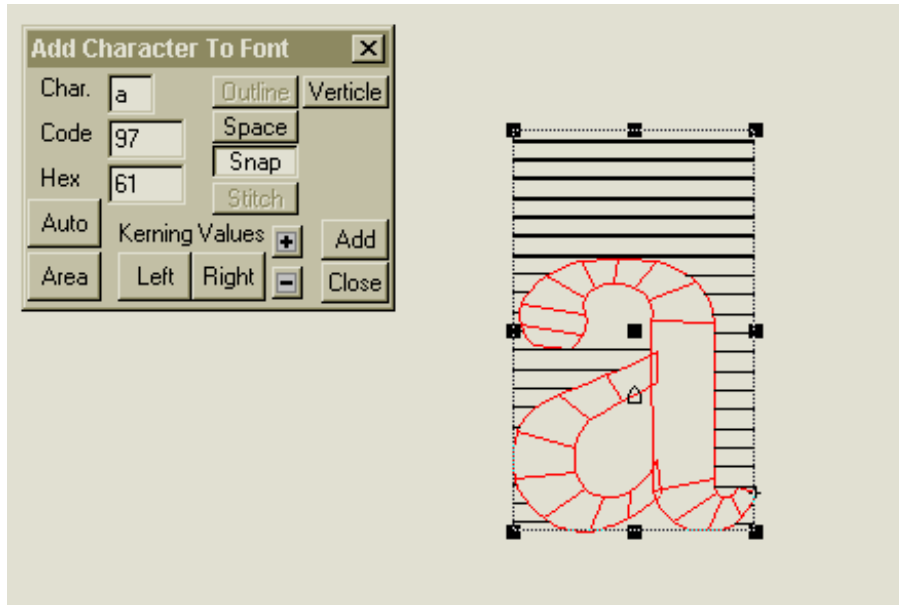 Add Character To Font
Char. a Outline Verticle
Code 97 Space
Snap
Hex 61
Stitch
Auto Kerning Values + Add
Area Left Right - Close
a